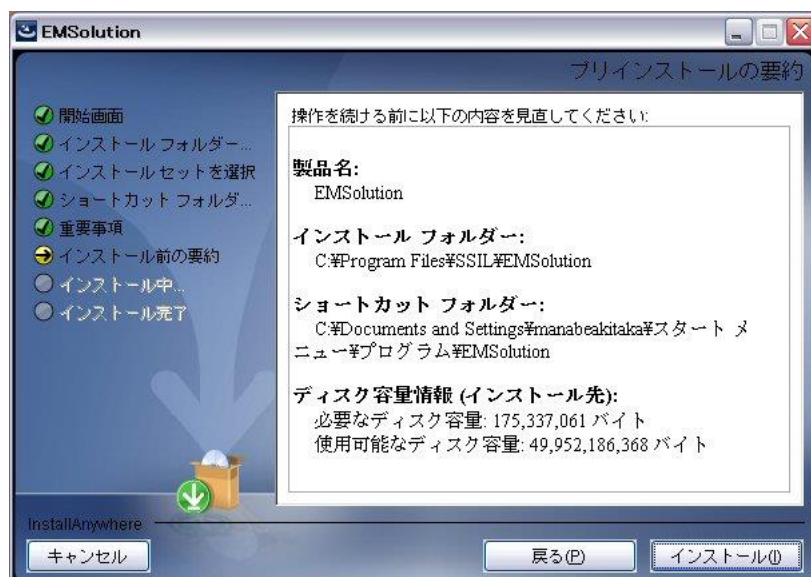 EMSolution
プリインストールの要約
開始画面
インストール フォルダー...
インストール セットを選択
ショートカット フォルダ...
重要事項
インストール前の要約
インストール中...
インストール完了
操作を続ける前に以下の内容を見直してください:
製品名:
EMSolution
インストール フォルダー:
C:¥Program Files¥SSIL¥EMSolution
ショートカット フォルダー:
C:¥Documents and Settings¥manabeakitaka¥スタート メ
ニュー¥プログラム¥EMSolution
ディスク容量情報 (インストール先):
必要なディスク容量: 175,337,061 バイト
使用可能なディスク容量: 49,952,186,368 バイト
InstallAnywhere
キャンセル
戻る(P)
インストール(I)